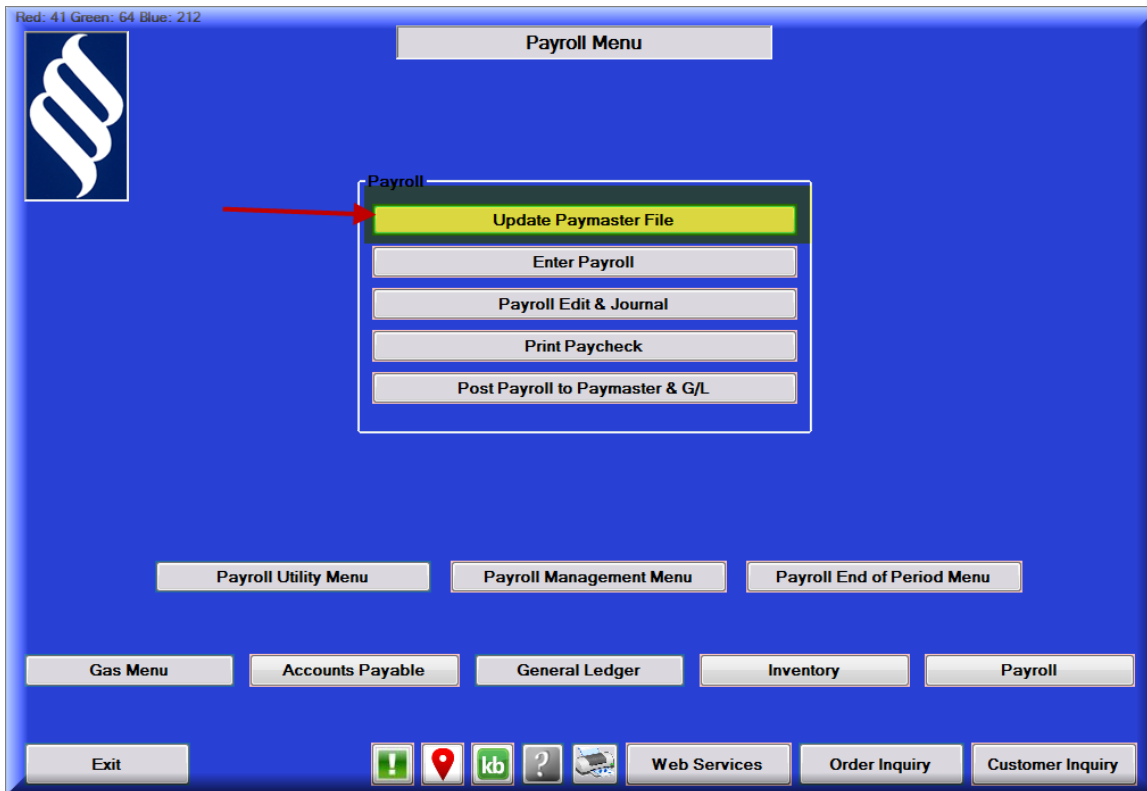 Red: 41 Green: 64 Blue: 212
Payroll Menu
Payroll
Update Paymaster File
Enter Payroll
Payroll Edit & Journal
Print Paycheck
Post Payroll to Paymaster & G/L
Payroll Utility Menu
Payroll Management Menu
Payroll End of Period Menu
Gas Menu
Accounts Payable
General Ledger
Inventory
Payroll
Exit
!
kb
?
Web Services
Order Inquiry
Customer Inquiry